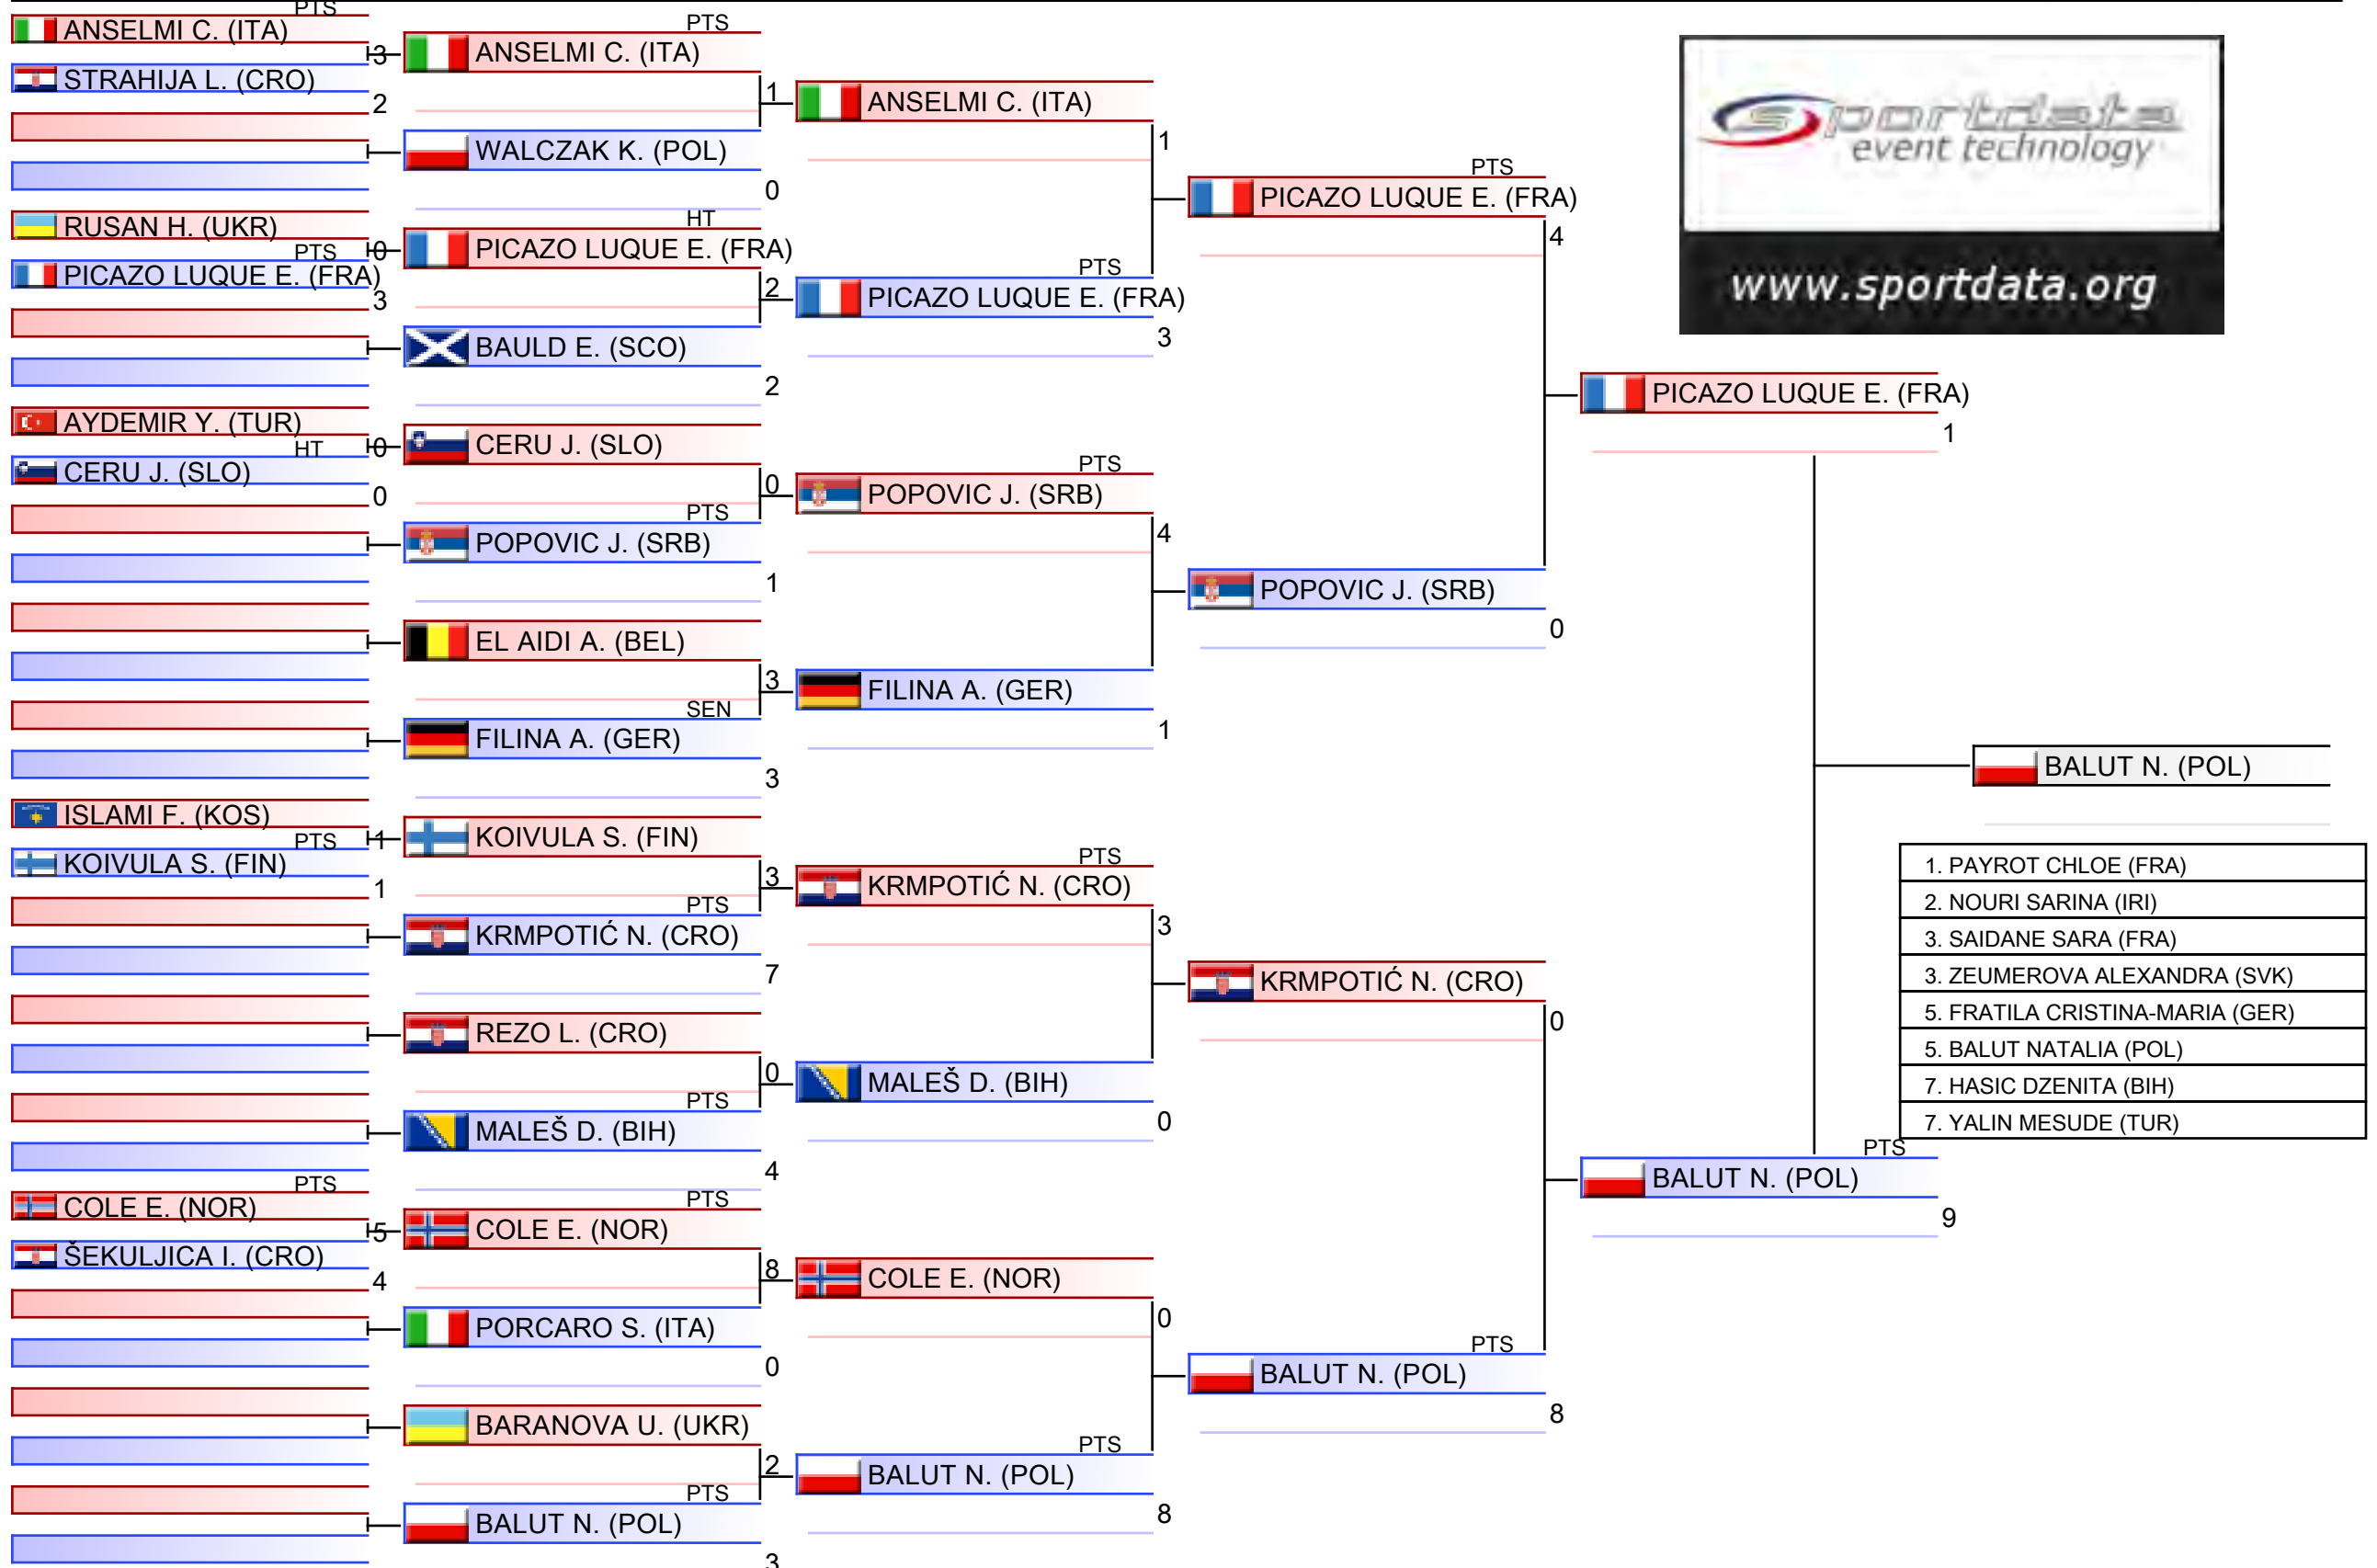 PTS
ANSELMI C. (ITA)
3
STRAHIJA L. (CRO)
2
RUSAN H. (UKR)
0
PTS
PICAZO LUQUE E. (FRA)
3
AYDEMIR Y. (TUR)
0
HT
CERU J. (SLO)
0
ISLAMI F. (KOS)
1
PTS
KOIVULA S. (FIN)
1
PTS
COLE E. (NOR)
5
ŠEKULJICA I. (CRO)
4
PTS
ANSELMI C. (ITA)
1
WALCZAK K. (POL)
0
HT
PICAZO LUQUE E. (FRA)
2
BAULD E. (SCO)
2
CERU J. (SLO)
0
PTS
POPOVIC J. (SRB)
1
EL AIDI A. (BEL)
3
SEN
FILINA A. (GER)
3
KOIVULA S. (FIN)
3
PTS
KRMPOTIĆ N. (CRO)
7
REZO L. (CRO)
0
PTS
MALEŠ D. (BIH)
4
PTS
COLE E. (NOR)
8
PORCARO S. (ITA)
0
BARANOVA U. (UKR)
2
PTS
BALUT N. (POL)
3
ANSELMI C. (ITA)
1
PTS
PICAZO LUQUE E. (FRA)
3
PTS
POPOVIC J. (SRB)
4
FILINA A. (GER)
1
PTS
KRMPOTIĆ N. (CRO)
3
MALEŠ D. (BIH)
0
COLE E. (NOR)
0
PTS
BALUT N. (POL)
8
PTS
PICAZO LUQUE E. (FRA)
4
POPOVIC J. (SRB)
0
KRMPOTIĆ N. (CRO)
0
PTS
BALUT N. (POL)
8
PICAZO LUQUE E. (FRA)
1
PTS
BALUT N. (POL)
9
BALUT N. (POL)
sportdata
event technology
www.sportdata.org
1. PAYROT CHLOE (FRA)
2. NOURI SARINA (IRI)
3. SAIDANE SARA (FRA)
3. ZEUMEROVA ALEXANDRA (SVK)
5. FRATILA CRISTINA-MARIA (GER)
5. BALUT NATALIA (POL)
7. HASIC DZENITA (BIH)
7. YALIN MESUDE (TUR)